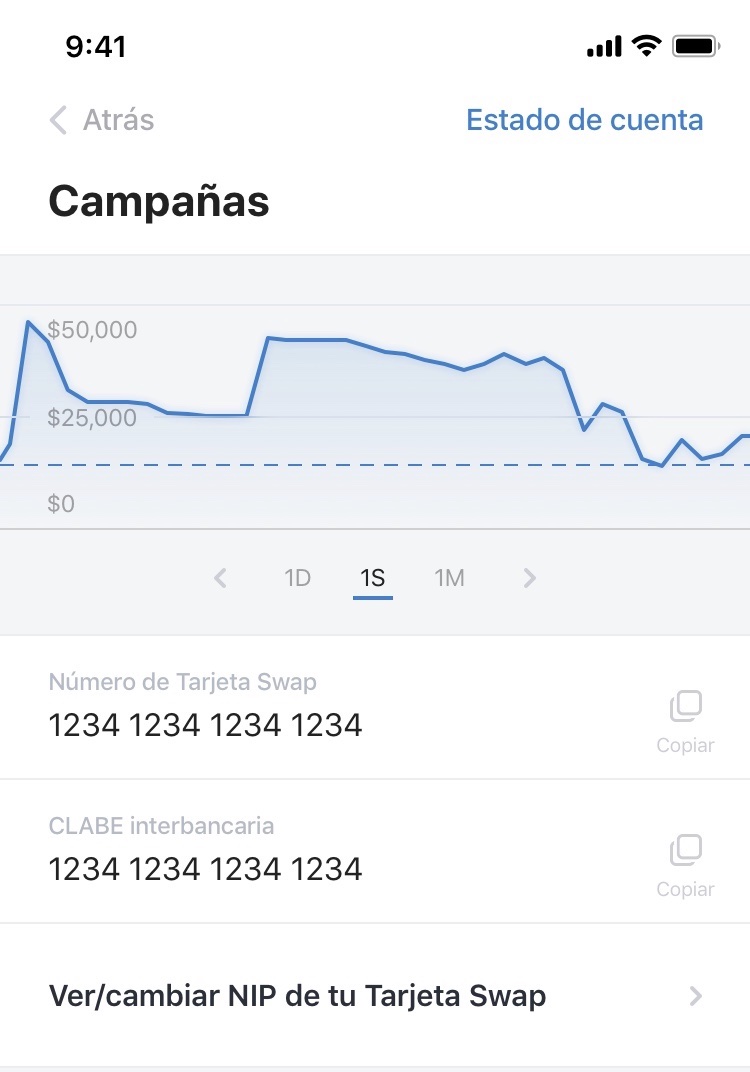 9:41
Atrás
Estado de cuenta
Campañas
$50,000
$25,000
$0
1D 1S 1M
Número de Tarjeta Swap
1234 1234 1234 1234
Copiar
CLABE interbancaria
1234 1234 1234 1234
Copiar
Ver/cambiar NIP de tu Tarjeta Swap